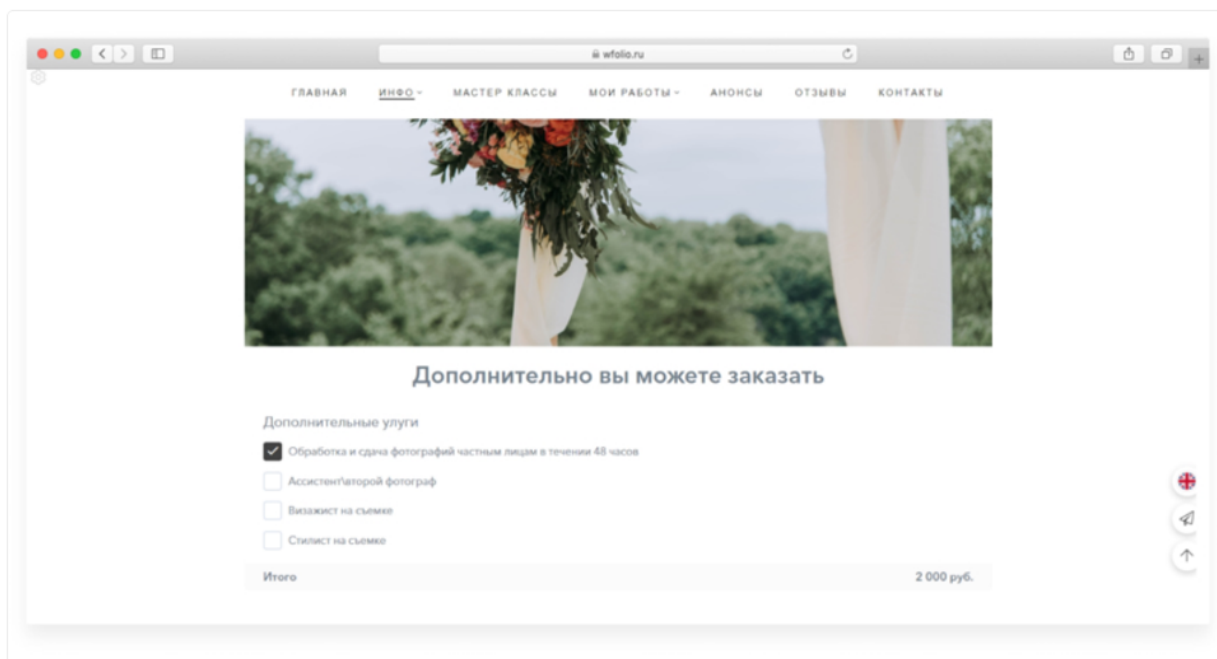 wfolio.ru
ГЛАВНАЯ ИНФО МАСТЕР КЛАССЫ МОИ РАБОТЫ АНОНСЫ ОТЗЫВЫ КОНТАКТЫ
Дополнительно вы можете заказать
Дополнительные улуги
Обработка и сдача фотографий частным лицам в течении 48 часов
Ассистент\второй фотограф
Визажист на съемке
Стилист на съемке
Итого 2 000 руб.